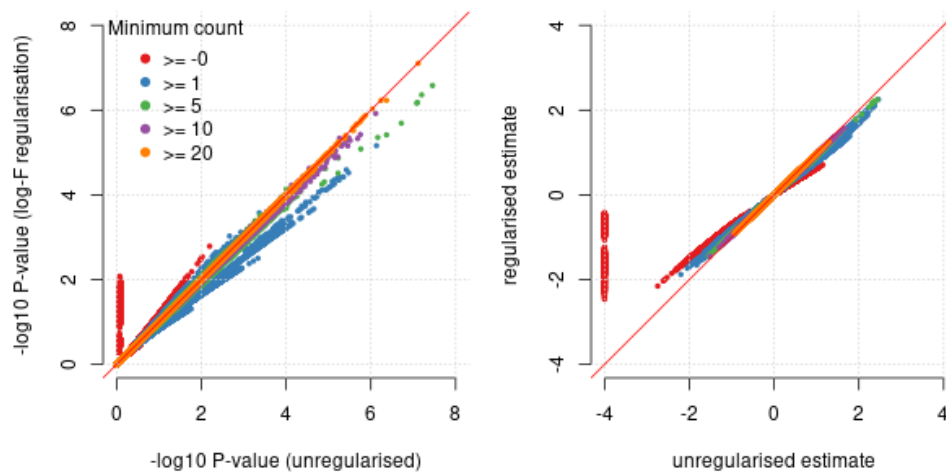 8
6
4
2
0
-log10 P-value (log-F regularisation)
Minimum count
>= -0
>= 1
>= 5
>= 10
>= 20
0 2 4 6 8
-log10 P-value (unregularised)
4
2
0
-2
-4
regularised estimate
-4 -2 0 2 4
unregularised estimate